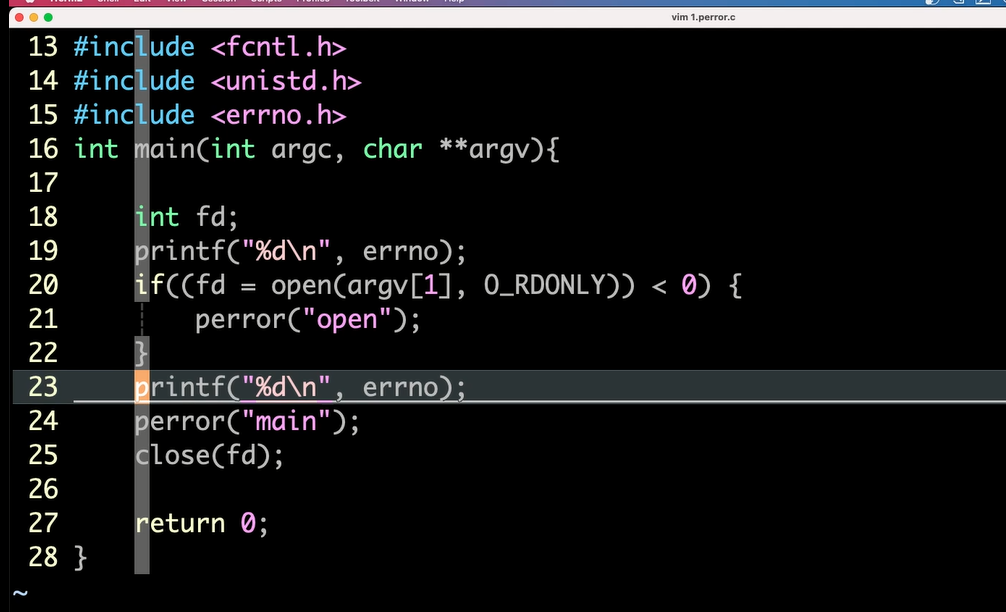 vim 1.perror.c
13 #include <fcntl.h>
14 #include <unistd.h>
15 #include <errno.h>
16 int main(int argc, char **argv){
17
18     int fd;
19     printf("%d\n", errno);
20     if((fd = open(argv[1], O_RDONLY)) < 0) {
21         perror("open");
22     }
23     printf("%d\n", errno);
24     perror("main");
25     close(fd);
26
27     return 0;
28 }
~